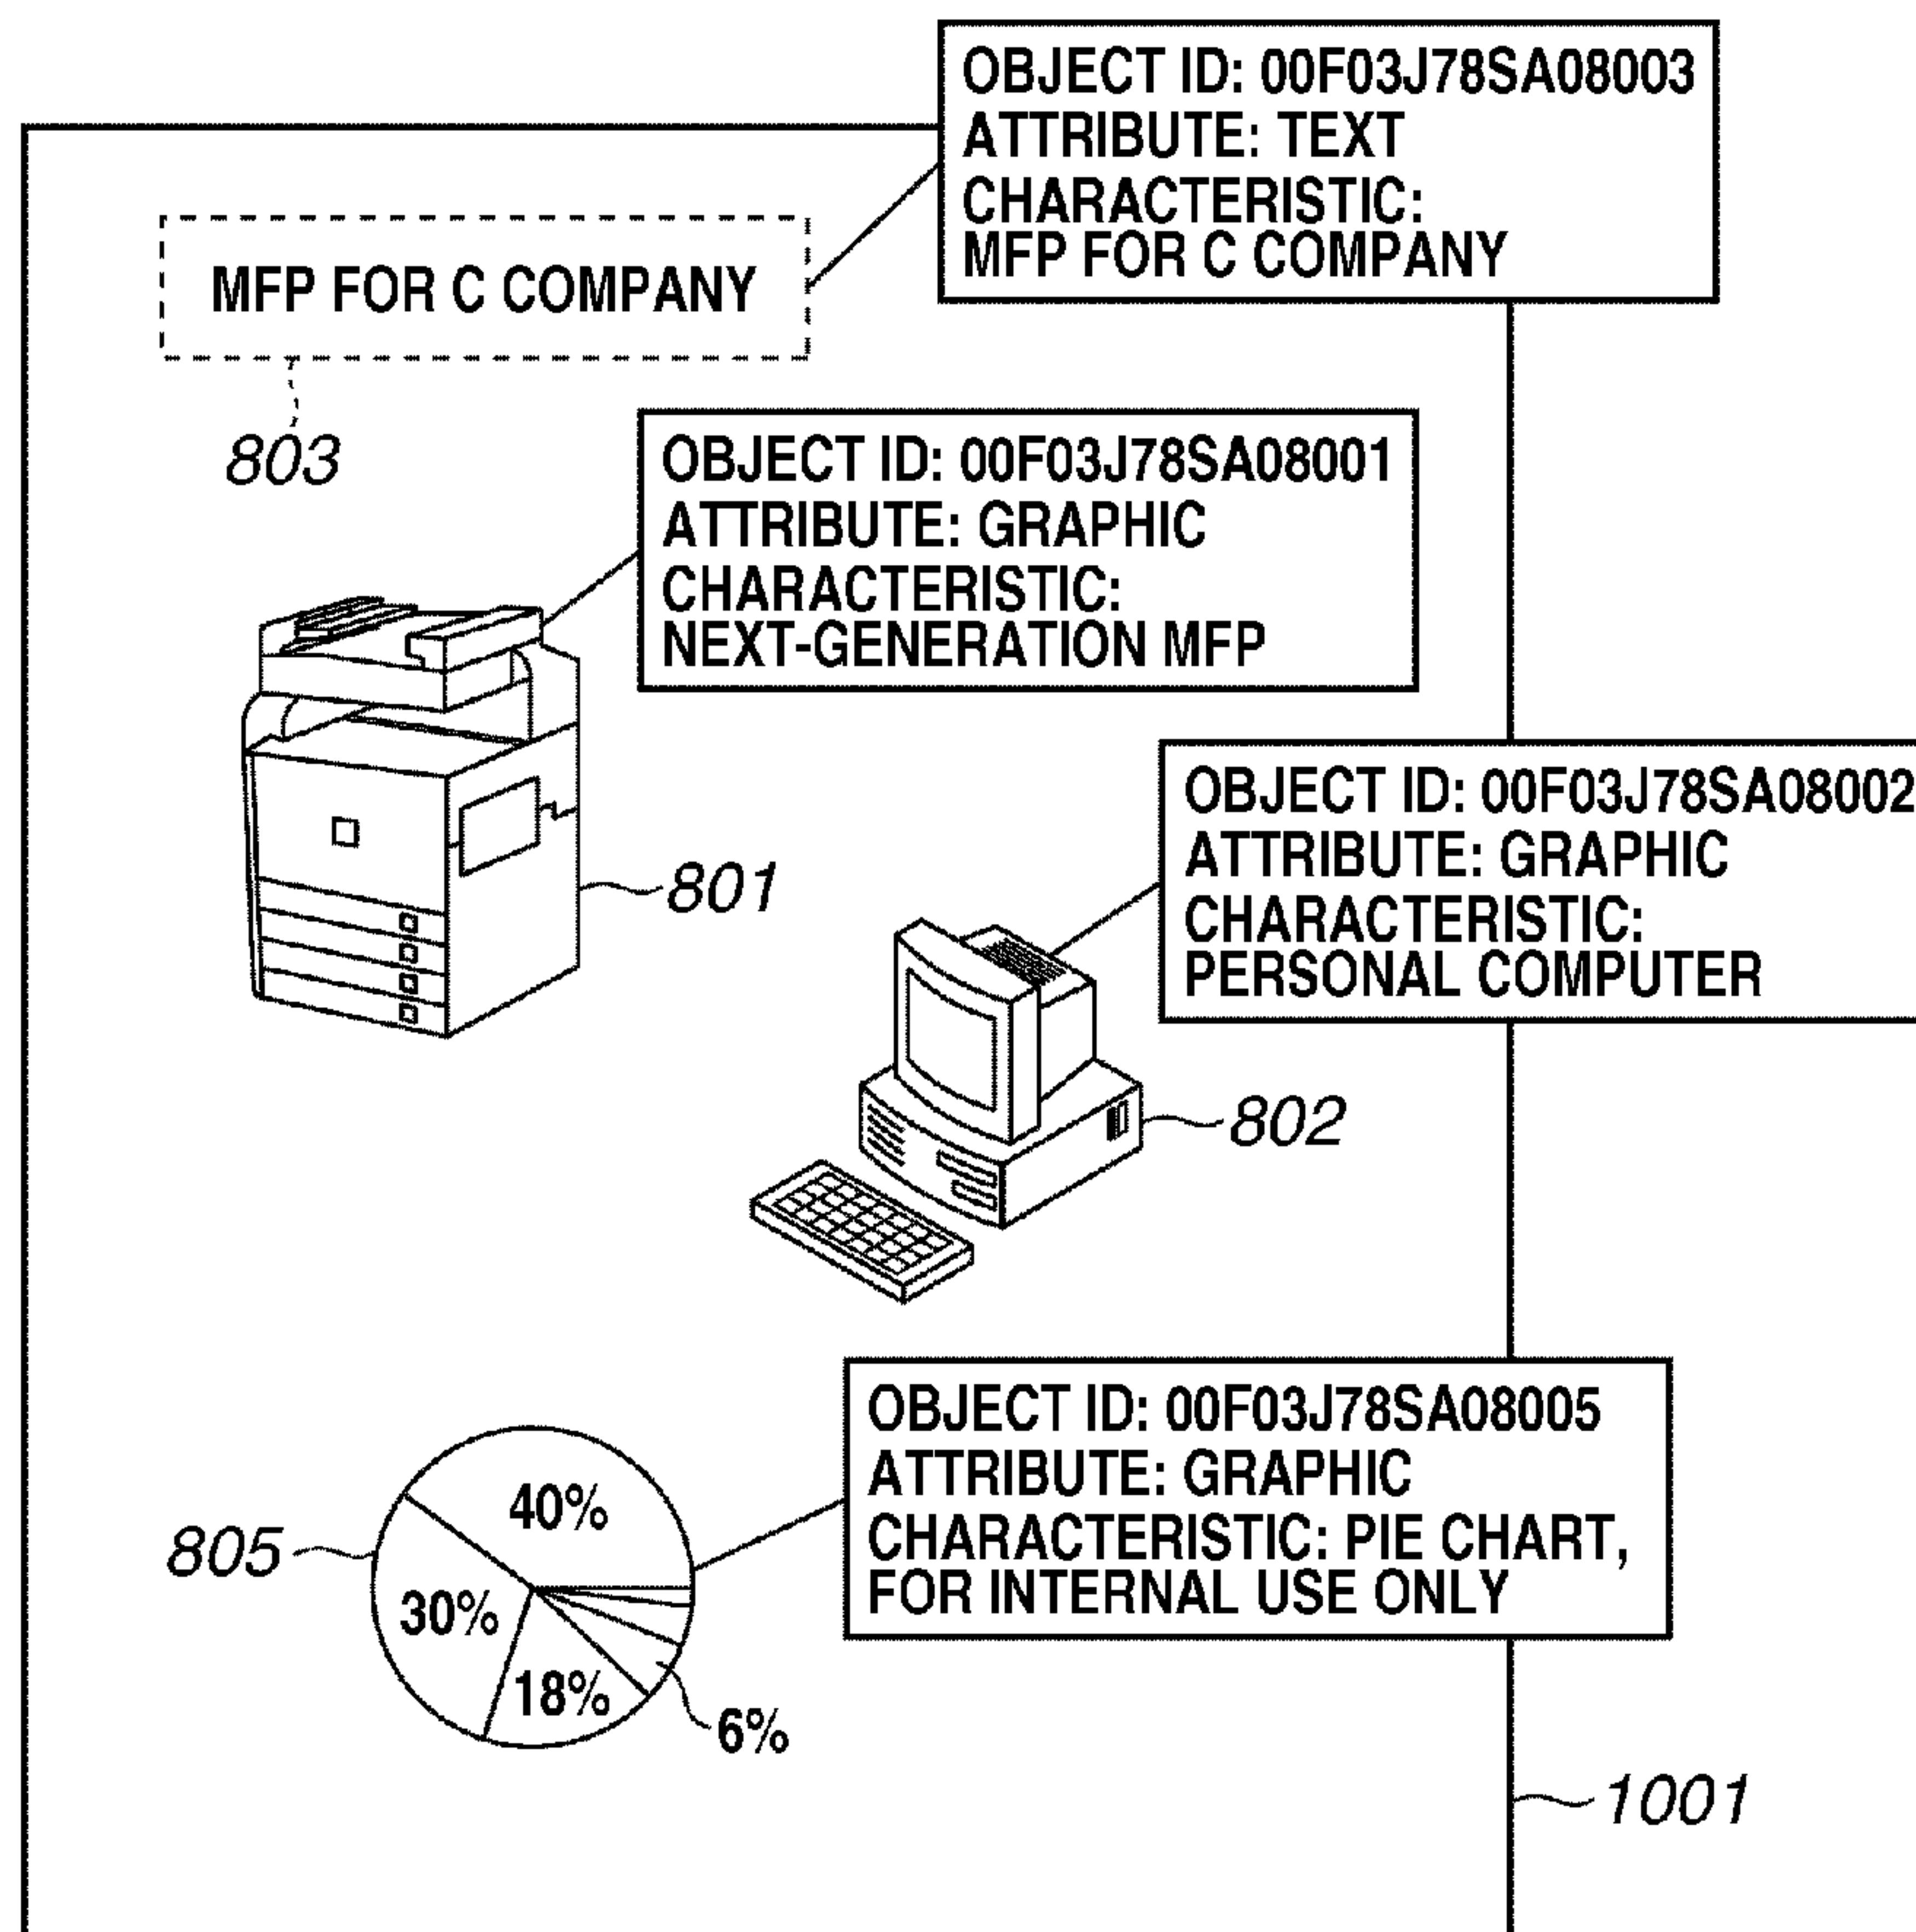 OBJECT ID: 00F03J78SA08003
ATTRIBUTE: TEXT
CHARACTERISTIC:
MFP FOR C COMPANY
MFP FOR C COMPANY
803
OBJECT ID: 00F03J78SA08001
ATTRIBUTE: GRAPHIC
CHARACTERISTIC:
NEXT-GENERATION MFP
801
OBJECT ID: 00F03J78SA08002
ATTRIBUTE: GRAPHIC
CHARACTERISTIC:
PERSONAL COMPUTER
802
OBJECT ID: 00F03J78SA08005
ATTRIBUTE: GRAPHIC
CHARACTERISTIC: PIE CHART,
FOR INTERNAL USE ONLY
805
40%
30%
18%
6%
1001